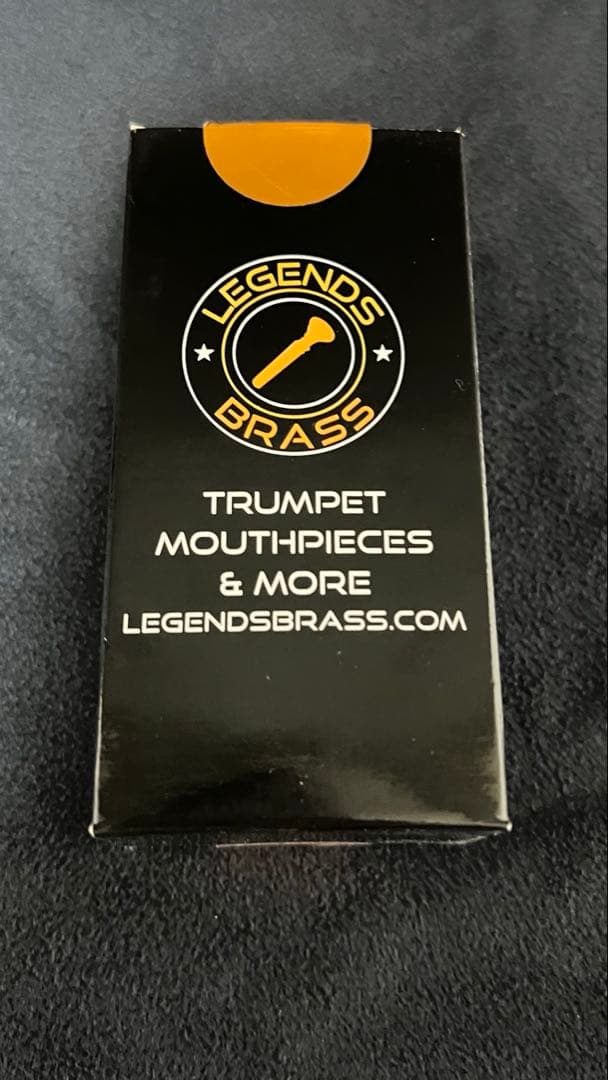 LEGENDS
BRASS
TRUMPET
MOUTHPIECES
& MORE
LEGENDSBRASS.COM